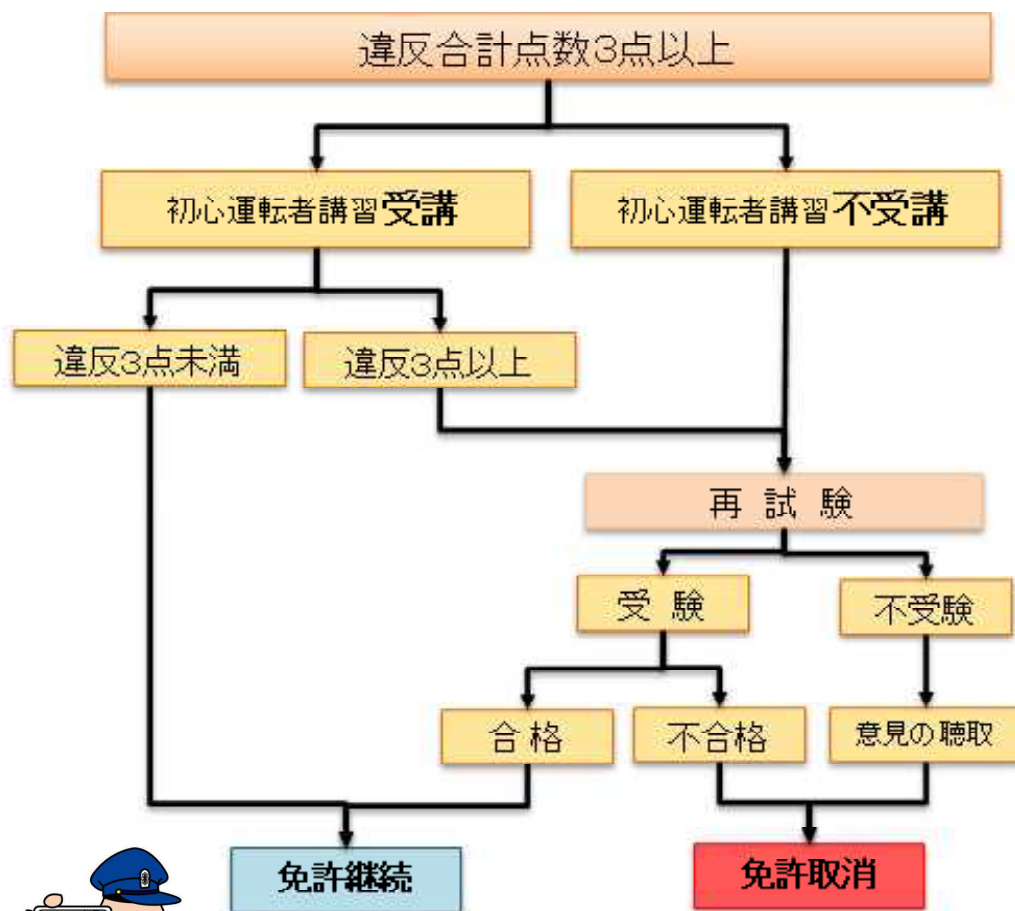 違反合計点数3点以上
初心運転者講習受講
初心運転者講習不受講
違反3点未満
違反3点以上
再試験
受験
不受験
合格
不合格
意見の聴取
免許継続
免許取消